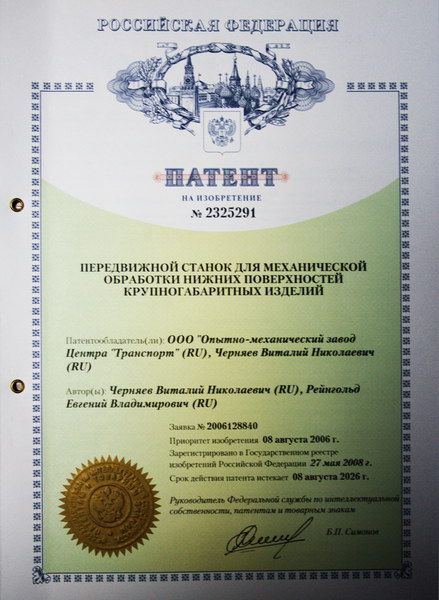 РОССИЙСКАЯ ФЕДЕРАЦИЯ
ПАТЕНТ
НА ИЗОБРЕТЕНИЕ
№ 2325291
ПЕРЕДВИЖНОЙ СТАНОК ДЛЯ МЕХАНИЧЕСКОЙ
ОБРАБОТКИ НИЖНИХ ПОВЕРХНОСТЕЙ
КРУПНОГАБАРИТНЫХ ИЗДЕЛИЙ
Патентообладатель(ли): ООО "Опытно-механический завод
Центра "Транспорт" (RU), Черняев Виталий Николаевич
(RU)
Автор(ы): Черняев Виталий Николаевич (RU), Рейнгольд
Евгений Владимирович (RU)
Заявка № 2006128840
Приоритет изобретения 08 августа 2006 г.
Зарегистрировано в Государственном реестре
изобретений Российской Федерации 27 мая 2008 г.
Срок действия патента истекает 08 августа 2026 г.
Руководитель Федеральной службы по интеллектуальной
собственности, патентам и товарным знакам
Б.П. Симонов